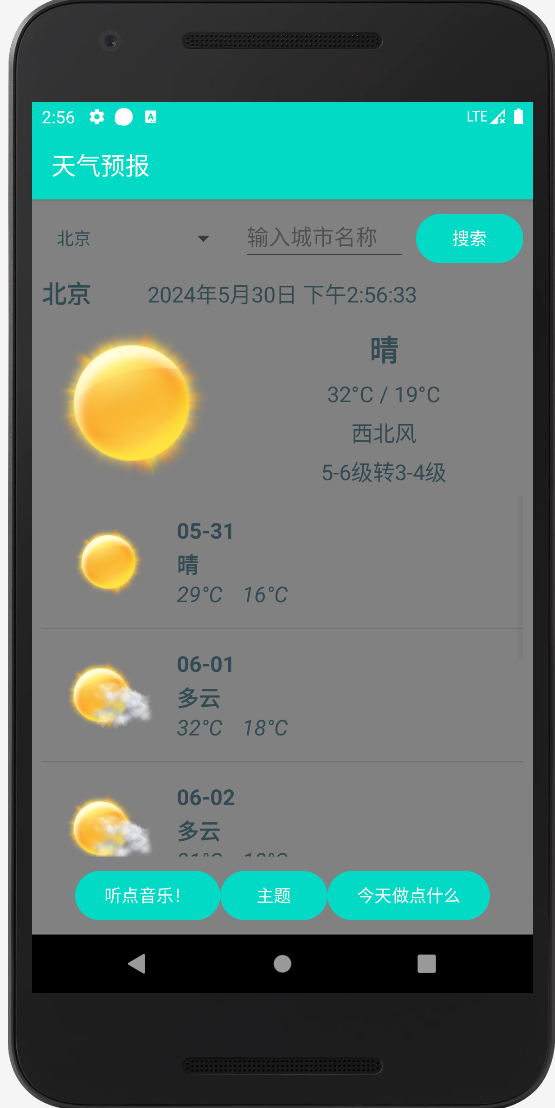 2:56 LTE
天气预报
北京 输入城市名称 搜索
北京 2024年5月30日 下午2:56:33
晴
32°C / 19°C
西北风
5-6级转3-4级
05-31
晴
29°C 16°C
06-01
多云
32°C 18°C
06-02
多云
听点音乐! 主题 今天做点什么